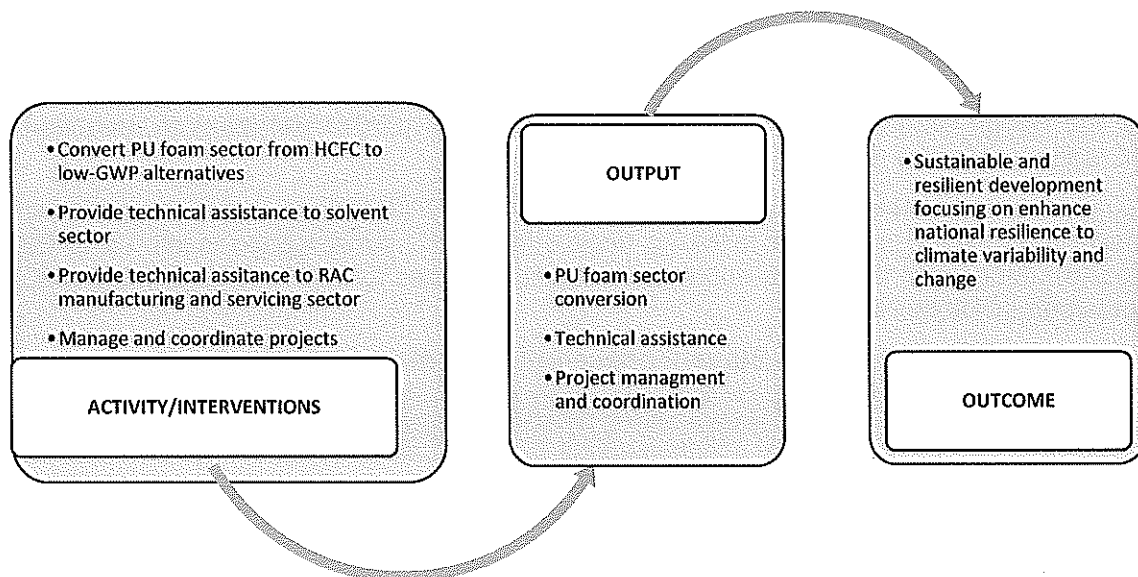 • Convert PU foam sector from HCFC to
low-GWP alternatives
• Provide technical assistance to solvent
sector
• Provide technical assitance to RAC
manufacturing and servicing sector
• Manage and coordinate projects
ACTIVITY/INTERVENTIONS
OUTPUT
• PU foam sector
conversion
• Technical assistance
• Project managment
and coordination
• Sustainable and
resilient development
focusing on enhance
national resilience to
climate variability and
change
OUTCOME